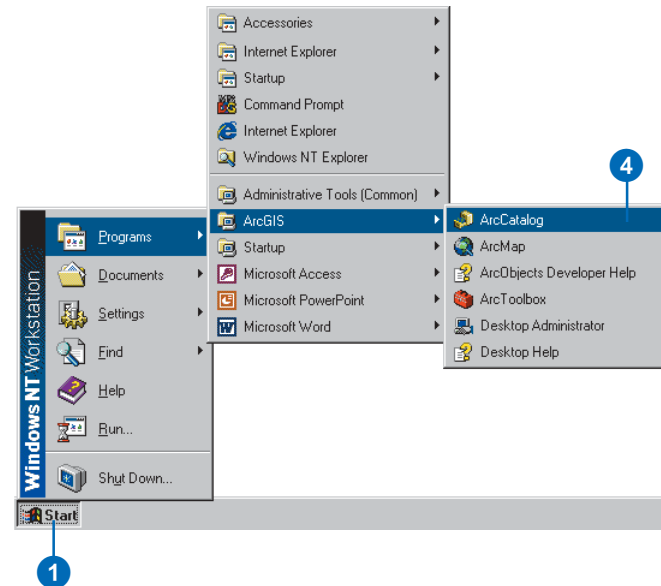 Accessories
Internet Explorer
Startup
Command Prompt
Internet Explorer
Windows NT Explorer
Administrative Tools (Common)
ArcGIS
Startup
Microsoft Access
Microsoft PowerPoint
Microsoft Word
4
ArcCatalog
ArcMap
ArcObjects Developer Help
ArcToolbox
Desktop Administrator
Desktop Help
Programs
Documents
Settings
Find
Help
Run...
Shut Down...
Windows NT Workstation
Start
1